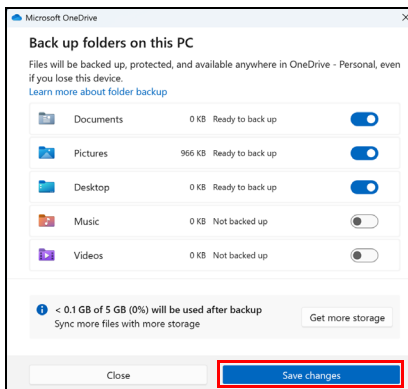 Microsoft OneDrive
Back up folders on this PC
Files will be backed up, protected, and available anywhere in OneDrive - Personal, even
if you lose this device.
Learn more about folder backup
Documents 0 KB Ready to back up
Pictures 966 KB Ready to back up
Desktop 0 KB Ready to back up
Music 0 KB Not backed up
Videos 0 KB Not backed up
< 0.1 GB of 5 GB (0%) will be used after backup
Sync more files with more storage
Get more storage
Close
Save changes